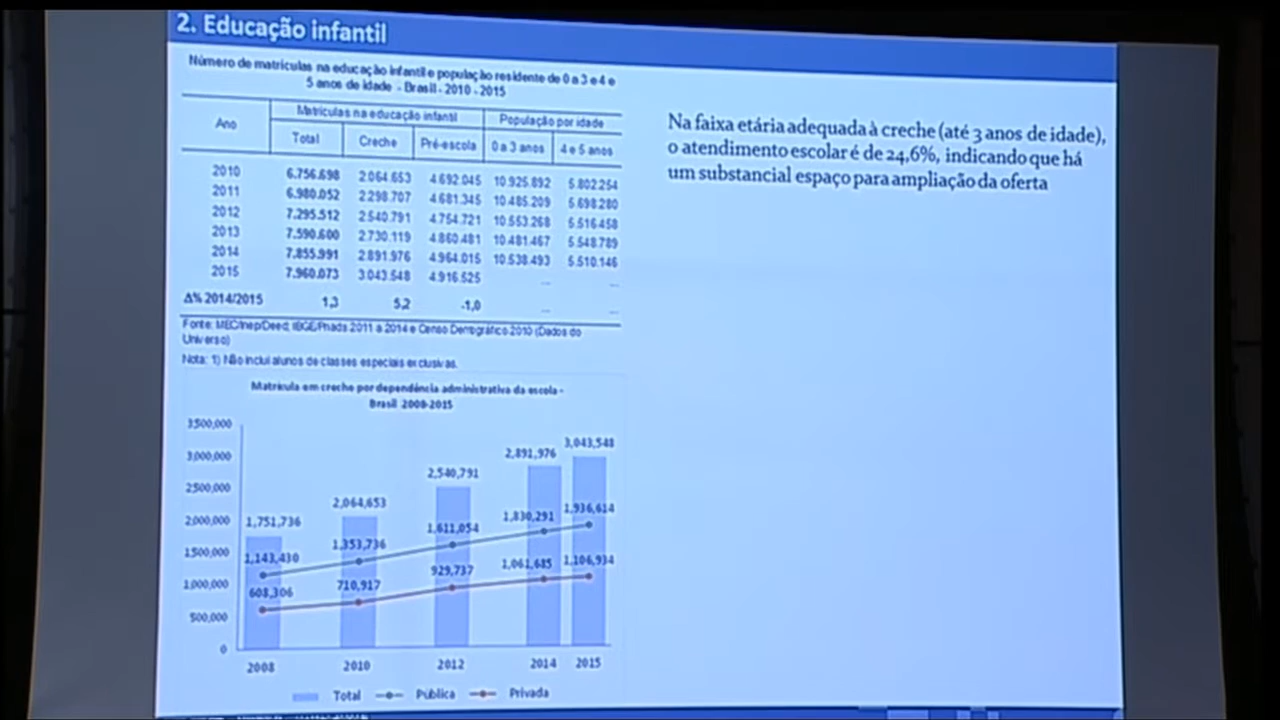 2. Educação infantil
Número de matrículas na educação infantil e população residente de 0 a 3 e 4 e
5 anos de idade - Brasil - 2010 - 2015
Ano Matrículas na educação infantil População por idade
Total Creche Pré-escola 0 a 3 anos 4 e 5 anos
2010 6.756.698 2.064.653 4.692.045 10.925.892 5.802.254
2011 6.980.052 2.298.707 4.681.345 10.485.209 5.698.280
2012 7.295.512 2.540.791 4.754.721 10.553.268 5.516.458
2013 7.590.600 2.730.119 4.860.481 10.481.467 5.548.789
2014 7.855.991 2.891.976 4.964.015 10.538.493 5.510.146
2015 7.960.073 3.043.548 4.916.525 ... ...
Δ% 2014/2015 1,3 5,2 -1,0 ... ...
Fonte: MEC/Inep/Deed; IBGE/Pnads 2011 a 2014 e Censo Demográfico 2010 (Dados do
Universo)
Nota: 1) Não inclui alunos de classes especiais exclusivas.
Na faixa etária adequada à creche (até 3 anos de idade),
o atendimento escolar é de 24,6%, indicando que há
um substancial espaço para ampliação da oferta
Matrícula em creche por dependência administrativa da escola -
Brasil 2008-2015
3,500,000
3,000,000
2,500,000
2,000,000
1,500,000
1,000,000
500,000
0
1,751,736 2,064,653 2,540,791 2,891,976 3,043,548
1,143,430 1,353,736 1,611,054 1,830,291 1,936,614
608,306 710,917 929,737 1,061,685 1,106,934
2008 2010 2012 2014 2015
Total Pública Privada